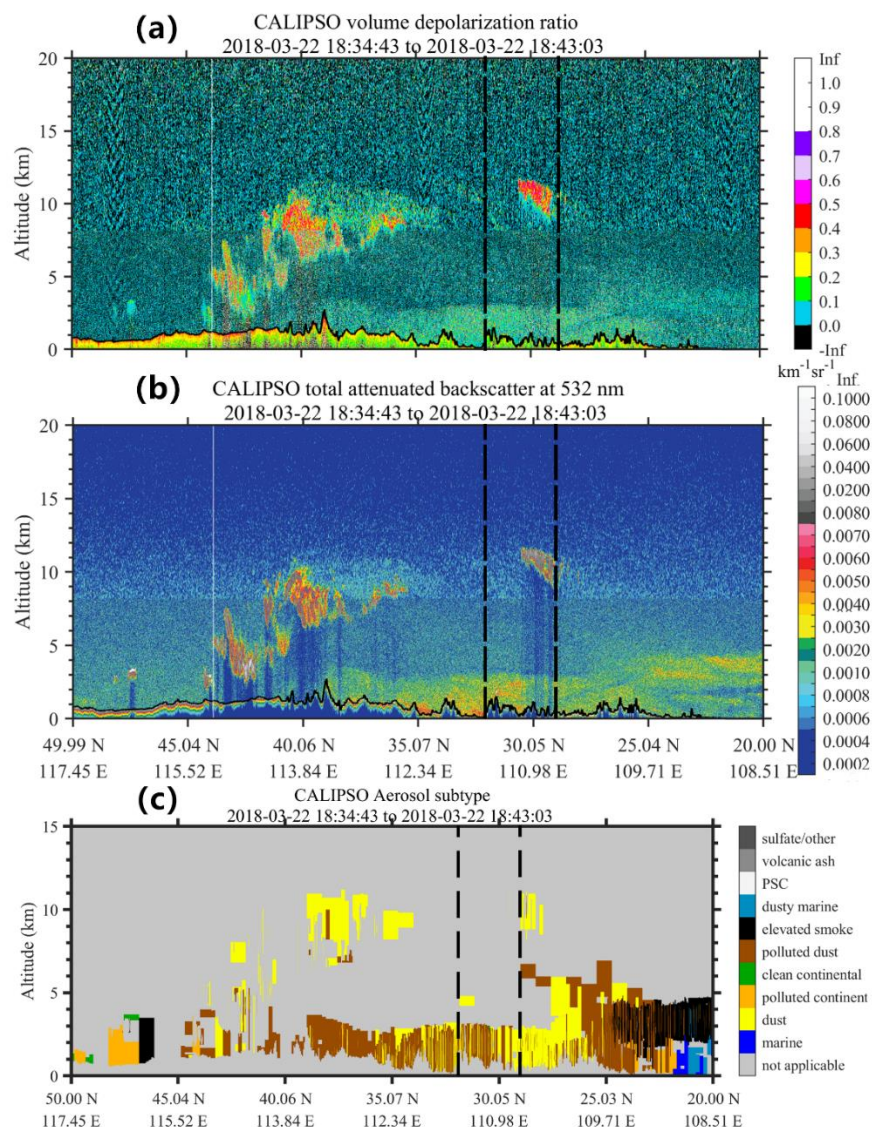 (a)
CALIPSO volume depolarization ratio
2018-03-22 18:34:43 to 2018-03-22 18:43:03
20
15
10
5
0
Altitude (km)
Inf
1.0
0.9
0.8
0.7
0.6
0.5
0.4
0.3
0.2
0.1
0.0
-Inf
(b)
CALIPSO total attenuated backscatter at 532 nm
2018-03-22 18:34:43 to 2018-03-22 18:43:03
20
15
10
5
0
Altitude (km)
km⁻¹sr⁻¹
Inf.
0.1000
0.0800
0.0600
0.0400
0.0200
0.0100
0.0080
0.0070
0.0060
0.0050
0.0040
0.0030
0.0020
0.0010
0.0008
0.0006
0.0004
0.0002
49.99 N 45.04 N 40.06 N 35.07 N 30.05 N 25.04 N 20.00 N
117.45 E 115.52 E 113.84 E 112.34 E 110.98 E 109.71 E 108.51 E
(c)
CALIPSO Aerosol subtype
2018-03-22 18:34:43 to 2018-03-22 18:43:03
15
10
5
0
Altitude (km)
sulfate/other
volcanic ash
PSC
dusty marine
elevated smoke
polluted dust
clean continental
polluted continent
dust
marine
not applicable
50.00 N 45.04 N 40.06 N 35.07 N 30.05 N 25.03 N 20.00 N
117.45 E 115.52 E 113.84 E 112.34 E 110.98 E 109.71 E 108.51 E